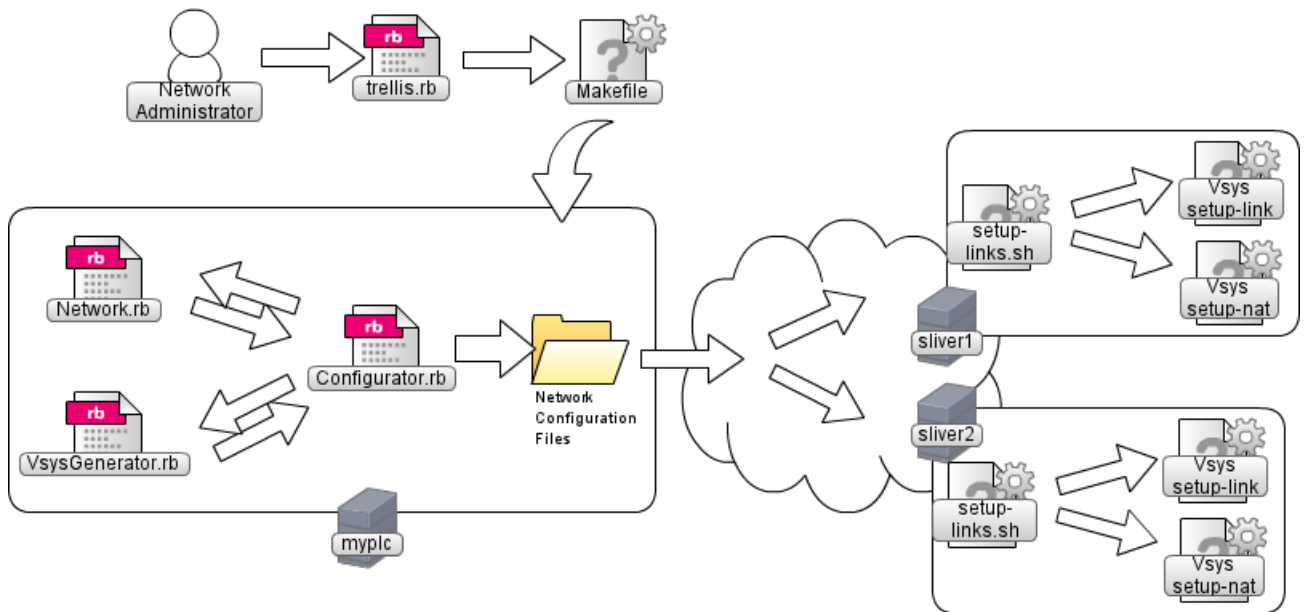 rb
trellis.rb
Makefile
Network
Administrator
rb
Network.rb
rb
Configurator.rb
rb
VsysGenerator.rb
Network
Configuration
Files
myplc
sliver1
sliver2
setup-
links.sh
Vsys
setup-link
Vsys
setup-nat
setup-
links.sh
Vsys
setup-link
Vsys
setup-nat